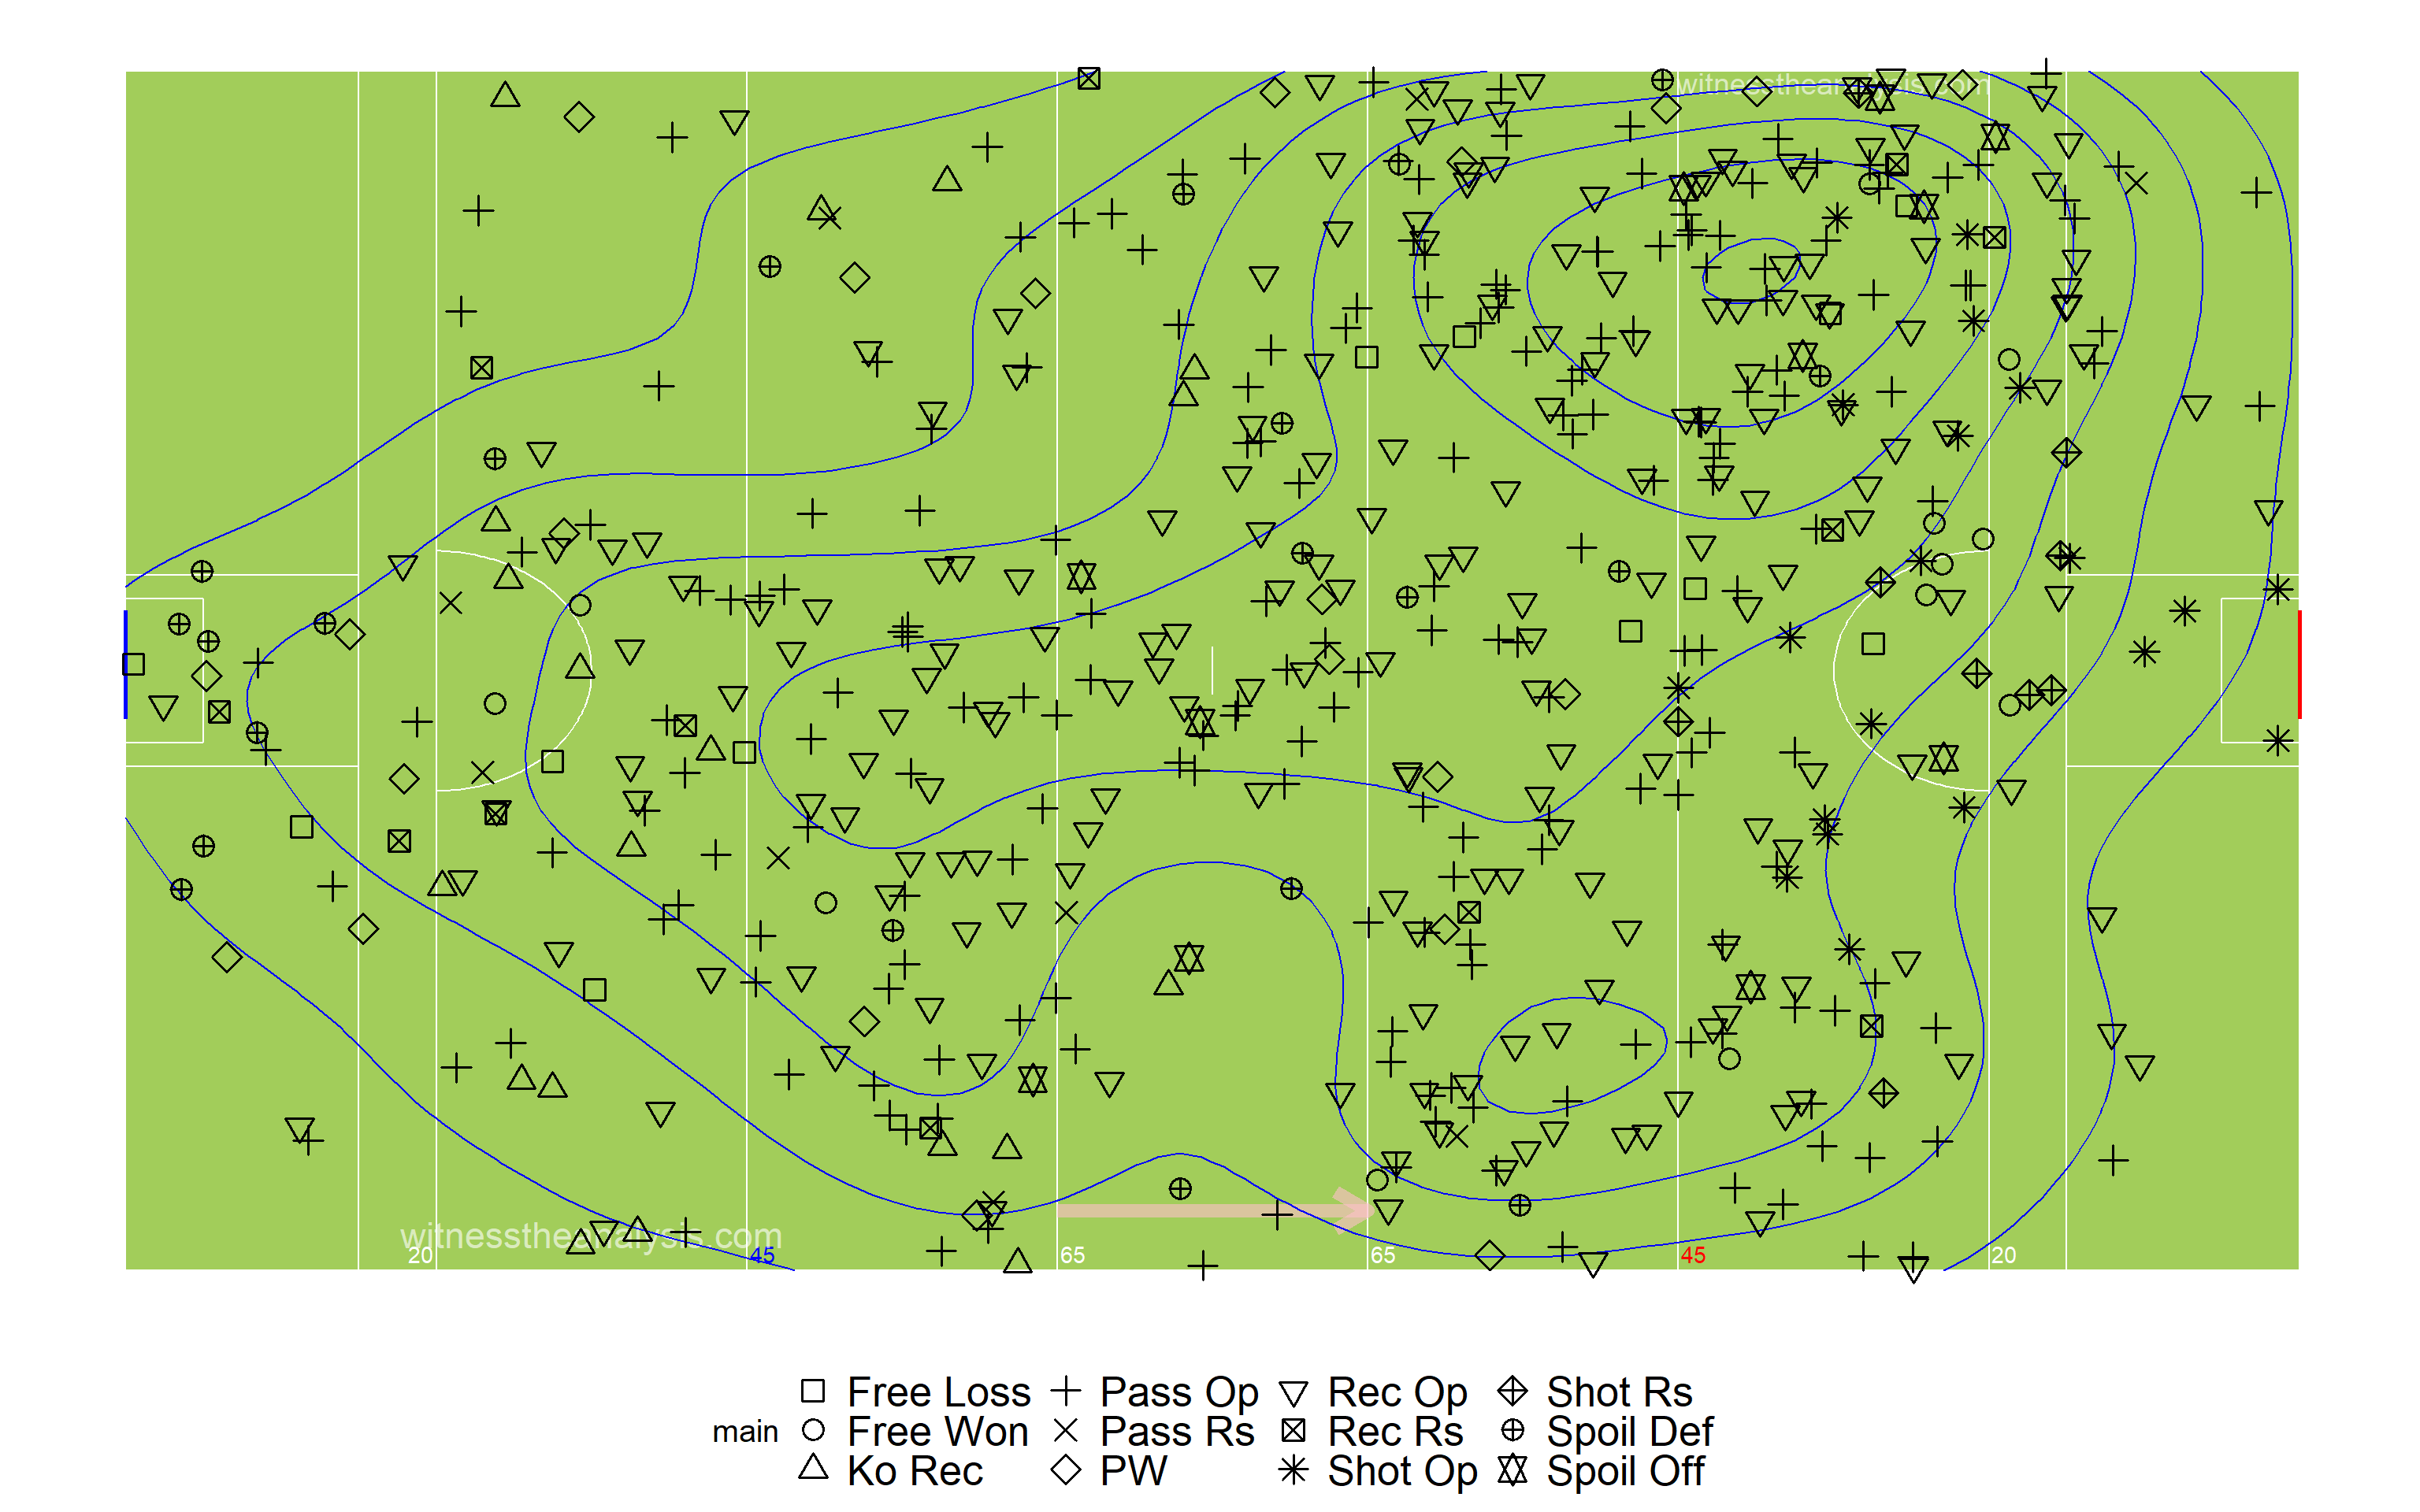 witnesstheanalysis.com
witnesstheanalysis.com
20 45 65 65 45 20
main
Free Loss Pass Op Rec Op Shot Rs
Free Won Pass Rs Rec Rs Spoil Def
Ko Rec PW Shot Op Spoil Off